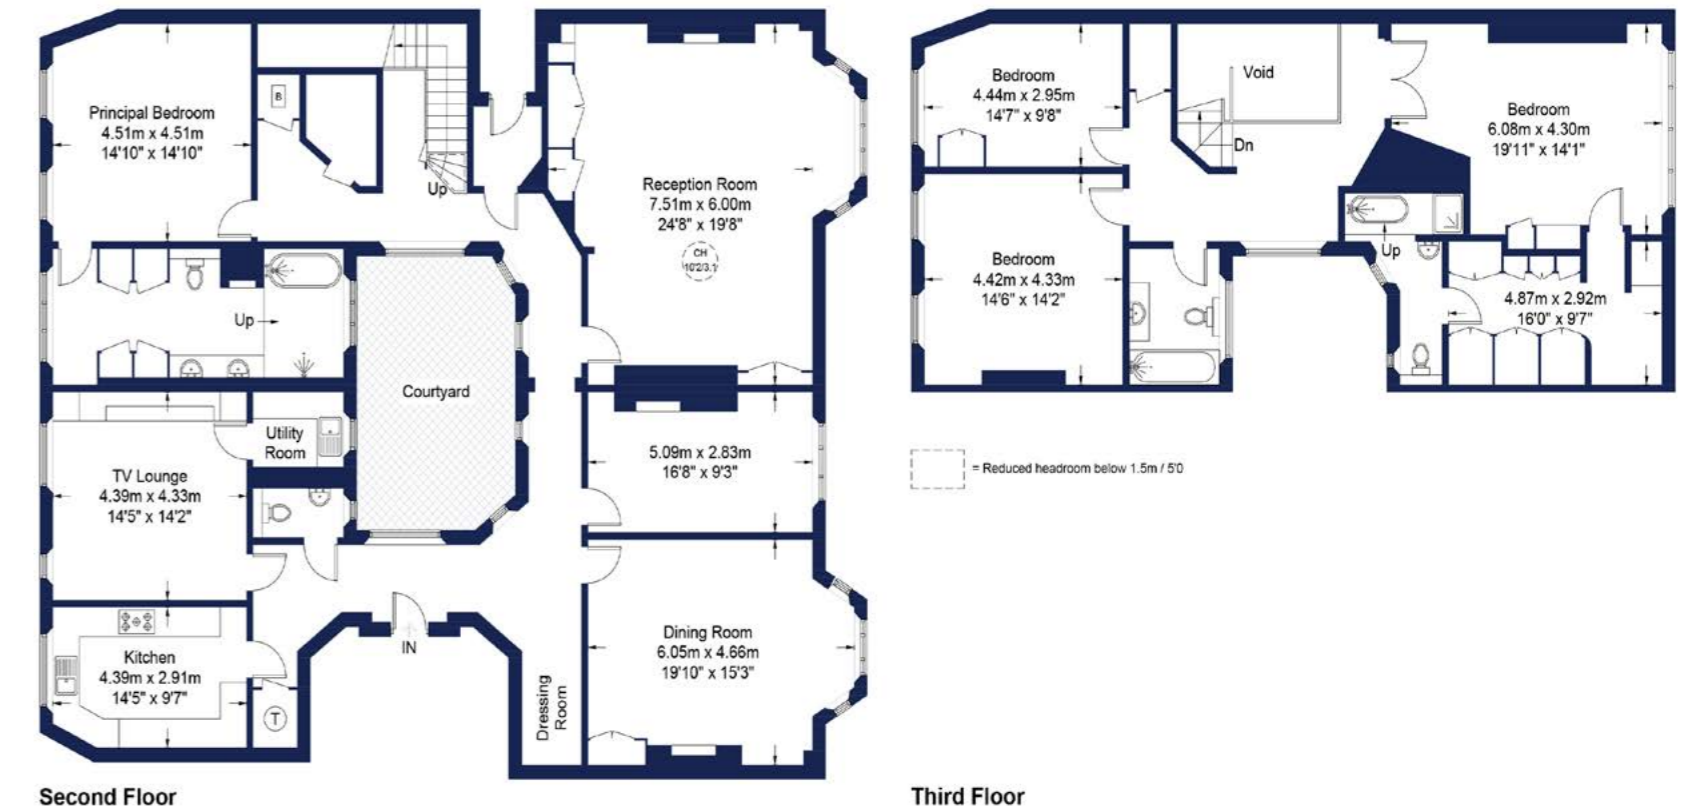 Principal Bedroom
4.51m x 4.51m
14'10" x 14'10"
B
Up
Reception Room
7.51m x 6.00m
24'8" x 19'8"
CH
10'2/3.1
Up
Courtyard
Utility
Room
TV Lounge
4.39m x 4.33m
14'5" x 14'2"
5.09m x 2.83m
16'8" x 9'3"
Kitchen
4.39m x 2.91m
14'5" x 9'7"
T
IN
Dressing
Room
Dining Room
6.05m x 4.66m
19'10" x 15'3"
Second Floor
Bedroom
4.44m x 2.95m
14'7" x 9'8"
Void
Dn
Bedroom
6.08m x 4.30m
19'11" x 14'1"
Bedroom
4.42m x 4.33m
14'6" x 14'2"
Up
4.87m x 2.92m
16'0" x 9'7"
= Reduced headroom below 1.5m / 5'0
Third Floor